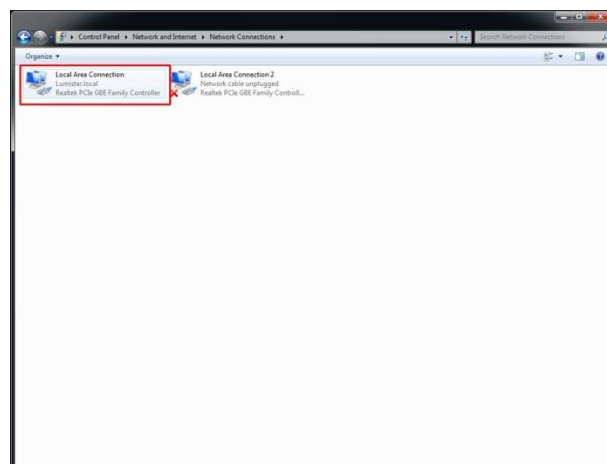 Control Panel ▸ Network and Internet ▸ Network Connections ▸
Search Network Connections
Organize
Local Area Connection
Lumistar.local
Realtek PCIe GBE Family Controller
Local Area Connection 2
Network cable unplugged
Realtek PCIe GBE Family Controll...